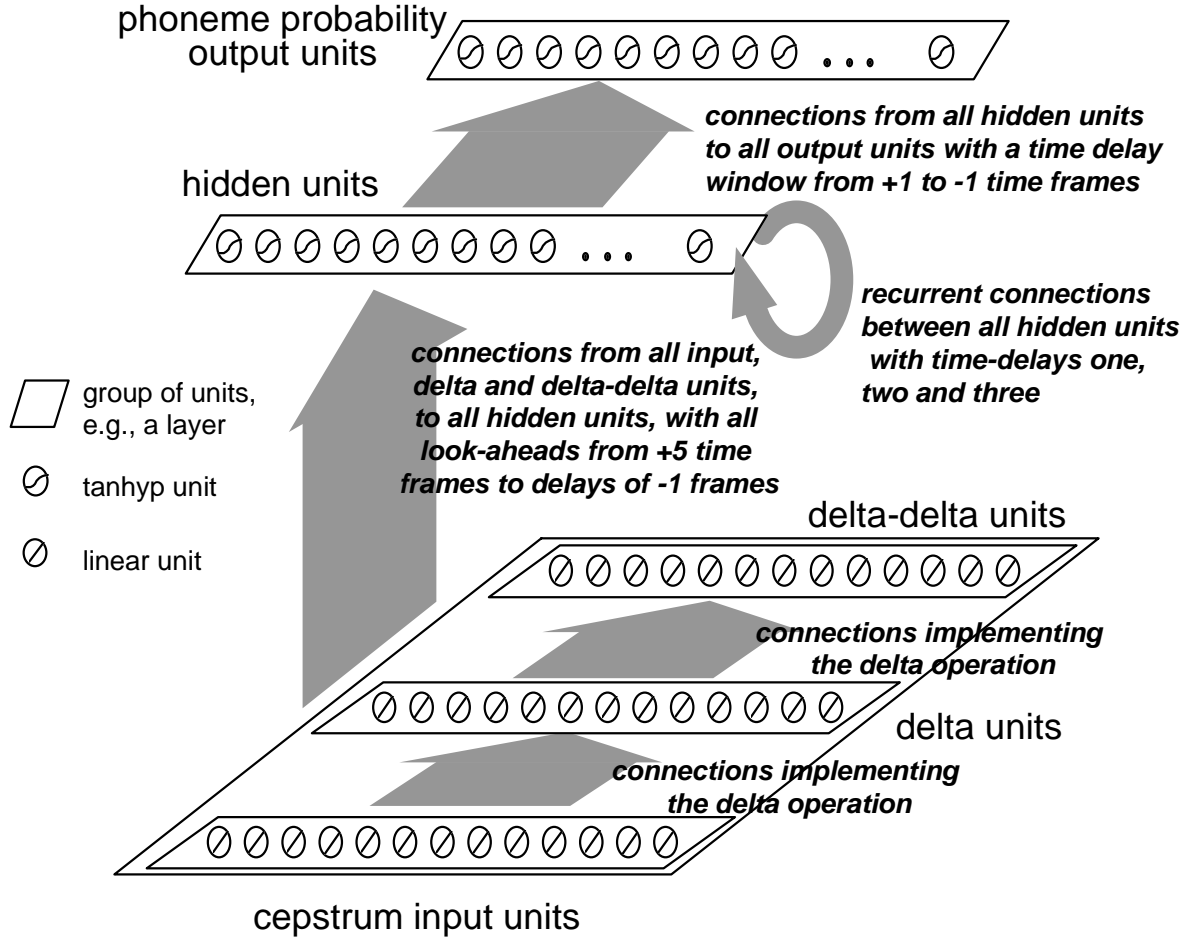 phoneme probability
output units
connections from all hidden units
to all output units with a time delay
window from +1 to -1 time frames
hidden units
recurrent connections
between all hidden units
with time-delays one,
two and three
connections from all input,
delta and delta-delta units,
to all hidden units, with all
look-aheads from +5 time
frames to delays of -1 frames
group of units,
e.g., a layer
tanhyp unit
linear unit
delta-delta units
connections implementing
the delta operation
delta units
connections implementing
the delta operation
cepstrum input units